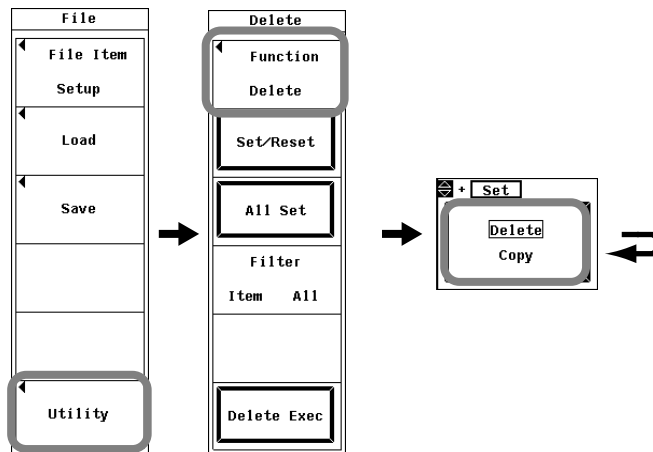 File
File Item
Setup
Load
Save
Utility
Delete
Function
Delete
Set/Reset
All Set
Filter
Item All
Delete Exec
+ Set
Delete
Copy